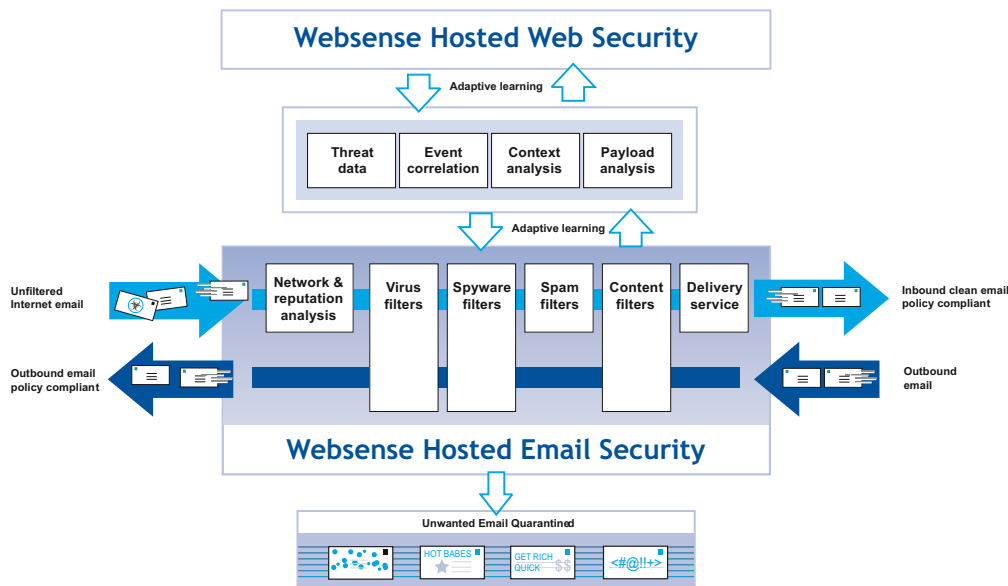 Websense Hosted Web Security
Adaptive learning
Threat
data
Event
correlation
Context
analysis
Payload
analysis
Adaptive learning
Unfiltered
Internet email
Network &
reputation
analysis
Virus
filters
Spyware
filters
Spam
filters
Content
filters
Delivery
service
Inbound clean email
policy compliant
Outbound email
policy compliant
Outbound
email
Websense Hosted Email Security
Unwanted Email Quarantined
HOT BABES
GET RICH
QUICK $$
<#@!!+>